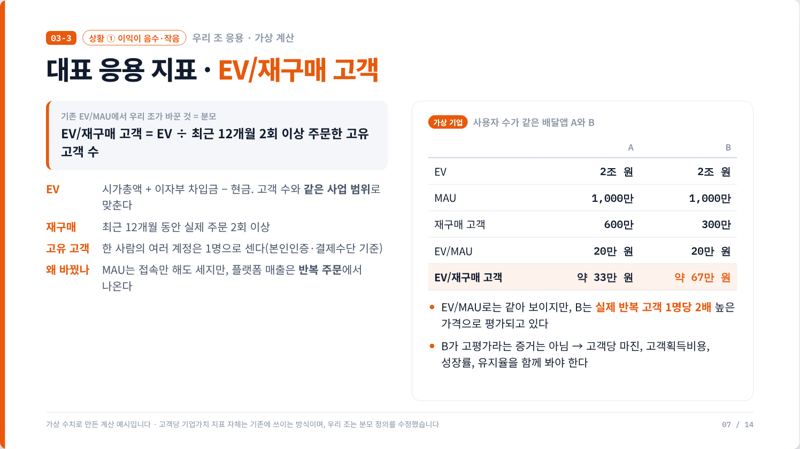 03-3 상황 ① 이익이 음수·작음 우리 조 응용 · 가상 계산
대표 응용 지표 · EV/재구매 고객
기존 EV/MAU에서 우리 조가 바꾼 것 = 분모
EV/재구매 고객 = EV ÷ 최근 12개월 2회 이상 주문한 고유
고객 수
EV 시가총액 + 이자부 차입금 − 현금. 고객 수와 같은 사업 범위로
맞춘다
재구매 최근 12개월 동안 실제 주문 2회 이상
고유 고객 한 사람의 여러 계정은 1명으로 센다(본인인증·결제수단 기준)
왜 바꿨나 MAU는 접속만 해도 세지만, 플랫폼 매출은 반복 주문에서
나온다
가상 기업 사용자 수가 같은 배달앱 A와 B
A B
EV 2조 원 2조 원
MAU 1,000만 1,000만
재구매 고객 600만 300만
EV/MAU 20만 원 20만 원
EV/재구매 고객 약 33만 원 약 67만 원
• EV/MAU로는 같아 보이지만, B는 실제 반복 고객 1명당 2배 높은
가격으로 평가되고 있다
• B가 고평가라는 증거는 아님 → 고객당 마진, 고객획득비용,
성장률, 유지율을 함께 봐야 한다
가상 수치로 만든 계산 예시입니다 · 고객당 기업가치 지표 자체는 기존에 쓰이는 방식이며, 우리 조는 분모 정의를 수정했습니다
07 / 14